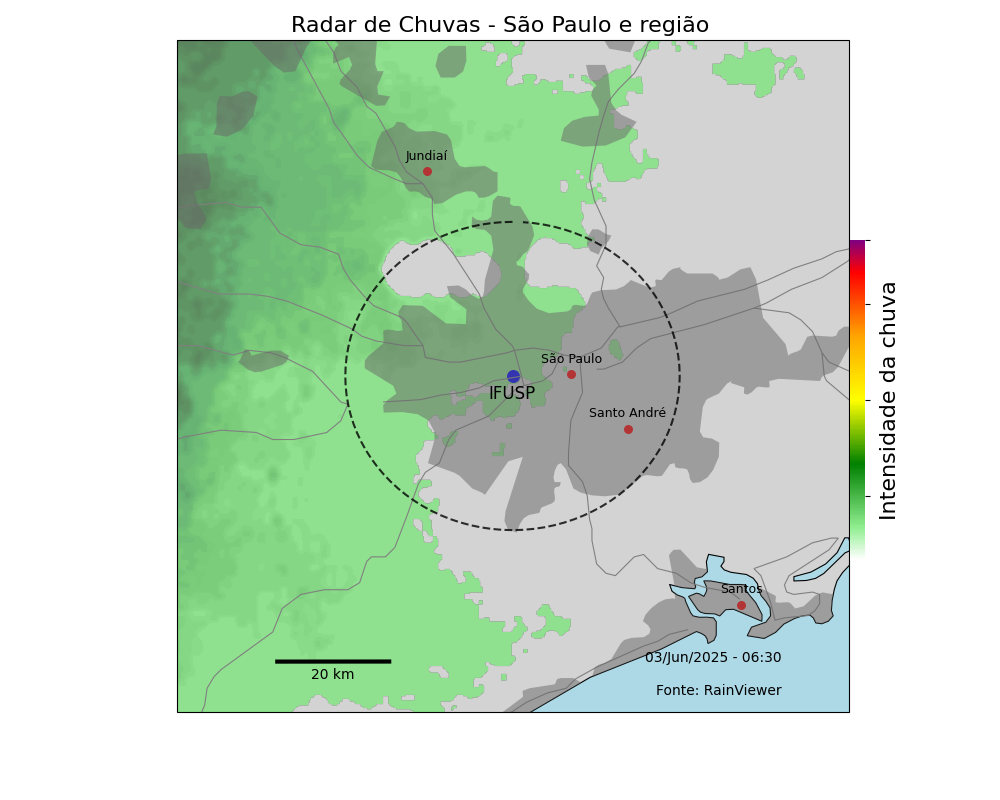 Radar de Chuvas - São Paulo e região
Jundiaí
São Paulo
IFUSP
Santo André
Intensidade da chuva
Santos
03/Jun/2025 - 06:30
20 km
Fonte: RainViewer